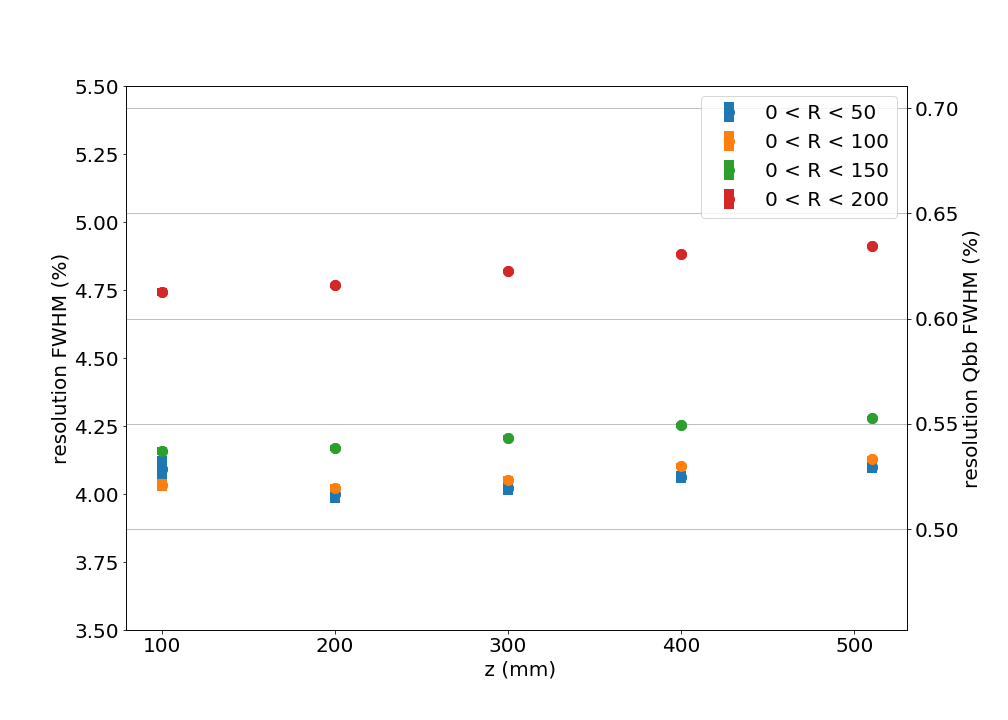 5.50
5.25
5.00
4.75
4.50
4.25
4.00
3.75
3.50
resolution FWHM (%)
100
200
300
400
500
z (mm)
0.70
0.65
0.60
0.55
0.50
resolution Qbb FWHM (%)
0 < R < 50
0 < R < 100
0 < R < 150
0 < R < 200